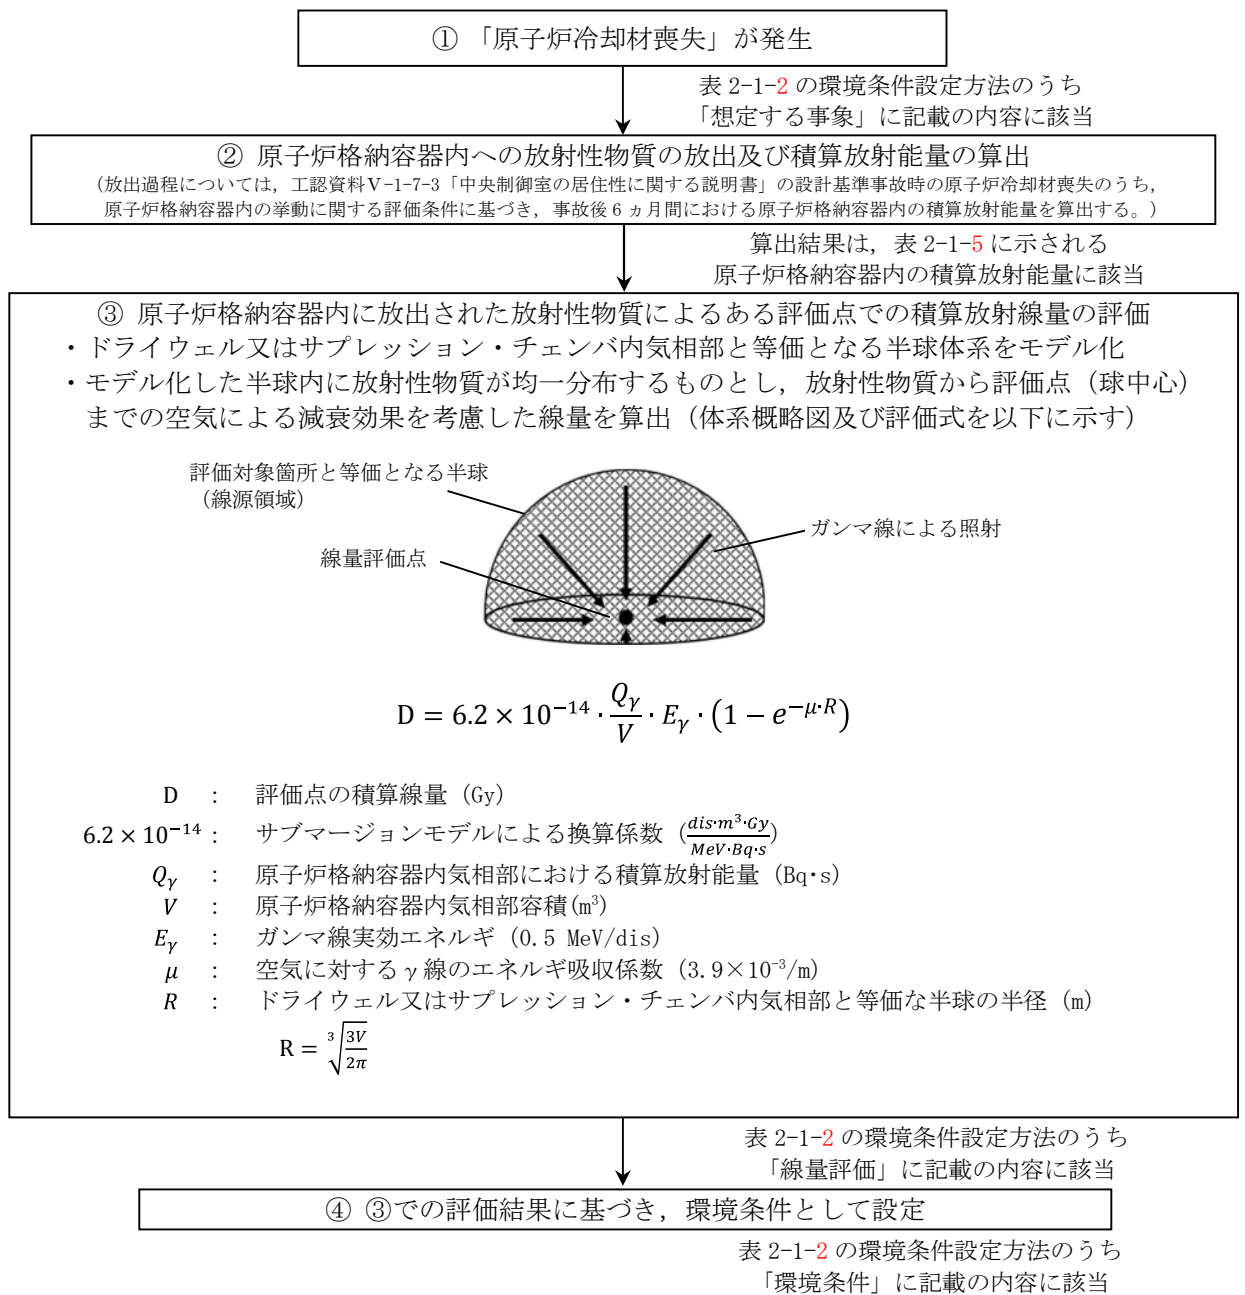 ① 「原子炉冷却材喪失」が発生
表 2-1-2 の環境条件設定方法のうち
「想定する事象」に記載の内容に該当
② 原子炉格納容器内への放射性物質の放出及び積算放射能量の算出
(放出過程については，工認資料Ⅴ-1-7-3「中央制御室の居住性に関する説明書」の設計基準事故時の原子炉冷却材喪失のうち，
原子炉格納容器内の挙動に関する評価条件に基づき，事故後 6 ヵ月間における原子炉格納容器内の積算放射能量を算出する。)
算出結果は，表 2-1-5 に示される
原子炉格納容器内の積算放射能量に該当
③ 原子炉格納容器内に放出された放射性物質によるある評価点での積算放射線量の評価
・ドライウェル又はサプレッション・チェンバ内気相部と等価となる半球体系をモデル化
・モデル化した半球内に放射性物質が均一分布するものとし，放射性物質から評価点（球中心）
までの空気による減衰効果を考慮した線量を算出（体系概略図及び評価式を以下に示す）
評価対象箇所と等価となる半球
（線源領域）
ガンマ線による照射
線量評価点
D = 6.2 × 10⁻¹⁴ · Qγ/V · Eγ · (1 − e^(−μ·R))
D : 評価点の積算線量 (Gy)
6.2 × 10⁻¹⁴ : サブマージョンモデルによる換算係数 (dis·m³·Gy/MeV·Bq·s)
Qγ : 原子炉格納容器内気相部における積算放射能量 (Bq·s)
V : 原子炉格納容器内気相部容積(m³)
Eγ : ガンマ線実効エネルギ (0.5 MeV/dis)
μ : 空気に対するγ線のエネルギ吸収係数 (3.9×10⁻³/m)
R : ドライウェル又はサプレッション・チェンバ内気相部と等価な半球の半径 (m)
R = ³√(3V/2π)
表 2-1-2 の環境条件設定方法のうち
「線量評価」に記載の内容に該当
④ ③での評価結果に基づき，環境条件として設定
表 2-1-2 の環境条件設定方法のうち
「環境条件」に記載の内容に該当